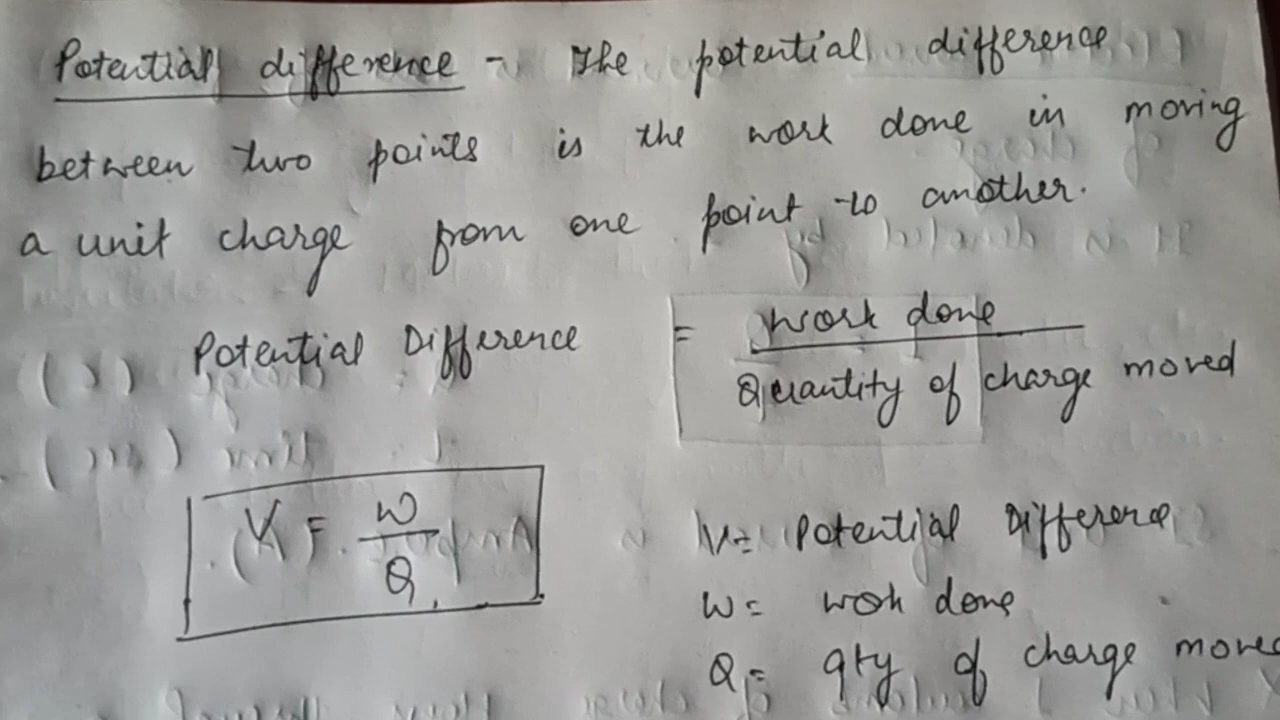 Potential difference - The potential difference
between two points is the work done in moving
a unit charge from one point to another.
Potential Difference = Work done / Quantity of charge moved
V = W / Q
V = Potential Difference
W = work done
Q = qty of charge moved